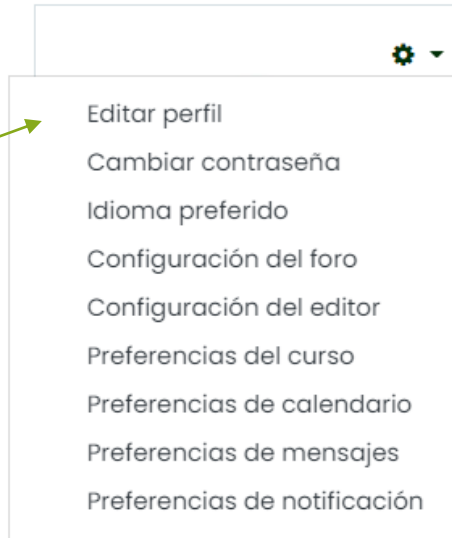 Editar perfil
Cambiar contraseña
Idioma preferido
Configuración del foro
Configuración del editor
Preferencias del curso
Preferencias de calendario
Preferencias de mensajes
Preferencias de notificación